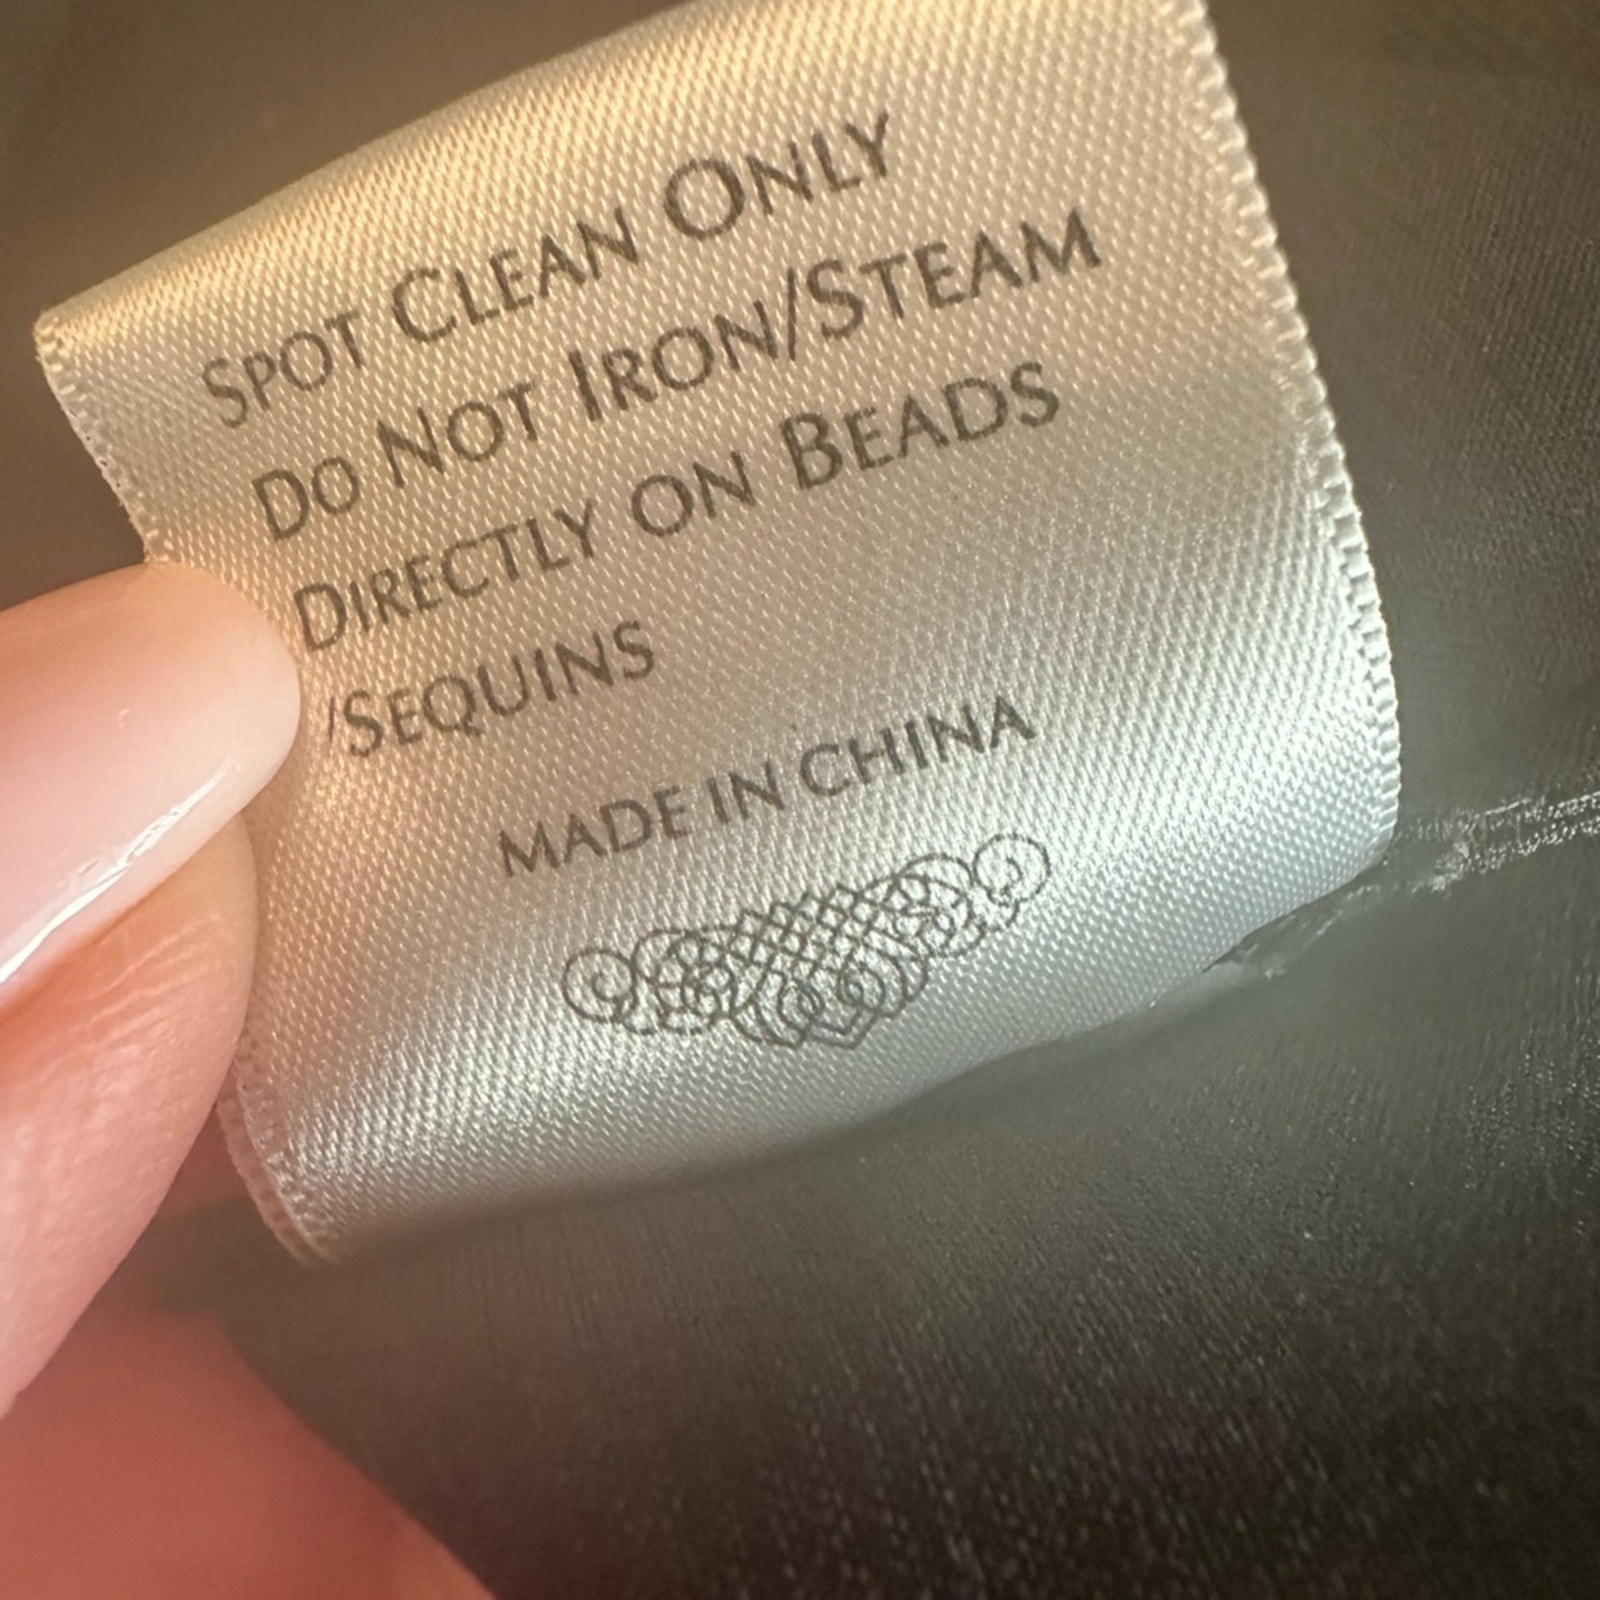 SPOT CLEAN ONLY
DO NOT IRON/STEAM
DIRECTLY ON BEADS
/SEQUINS
MADE IN CHINA